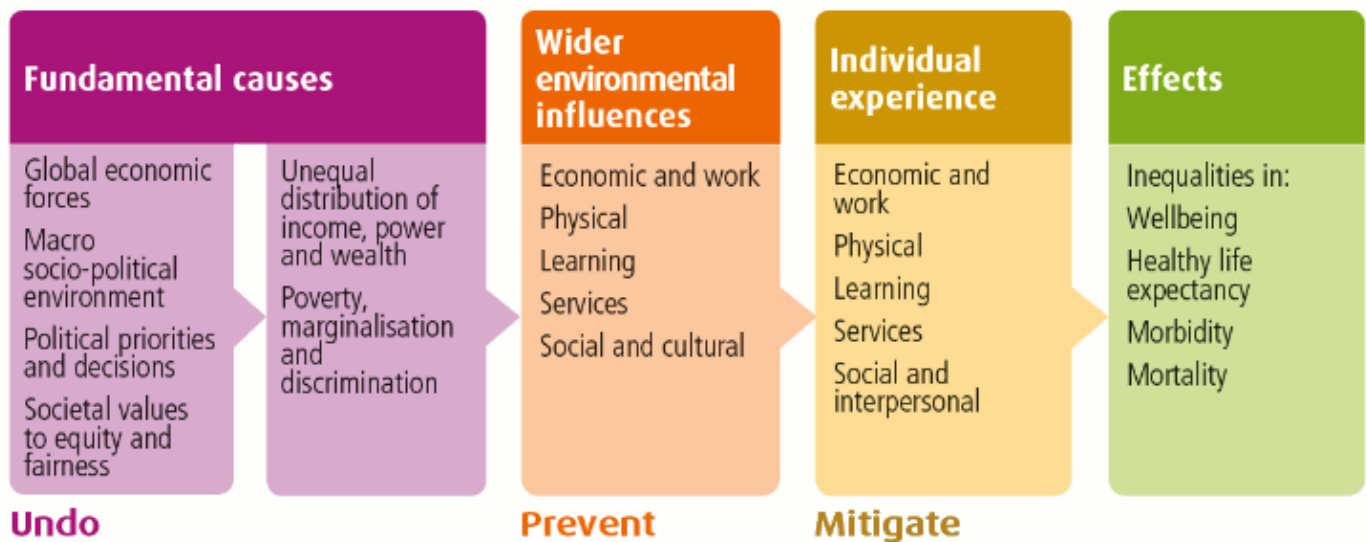 Fundamental causes
Global economic
forces
Macro
socio-political
environment
Political priorities
and decisions
Societal values
to equity and
fairness
Unequal
distribution of
income, power
and wealth
Poverty,
marginalisation
and
discrimination
Undo
Wider
environmental
influences
Economic and work
Physical
Learning
Services
Social and cultural
Prevent
Individual
experience
Economic and
work
Physical
Learning
Services
Social and
interpersonal
Mitigate
Effects
Inequalities in:
Wellbeing
Healthy life
expectancy
Morbidity
Mortality